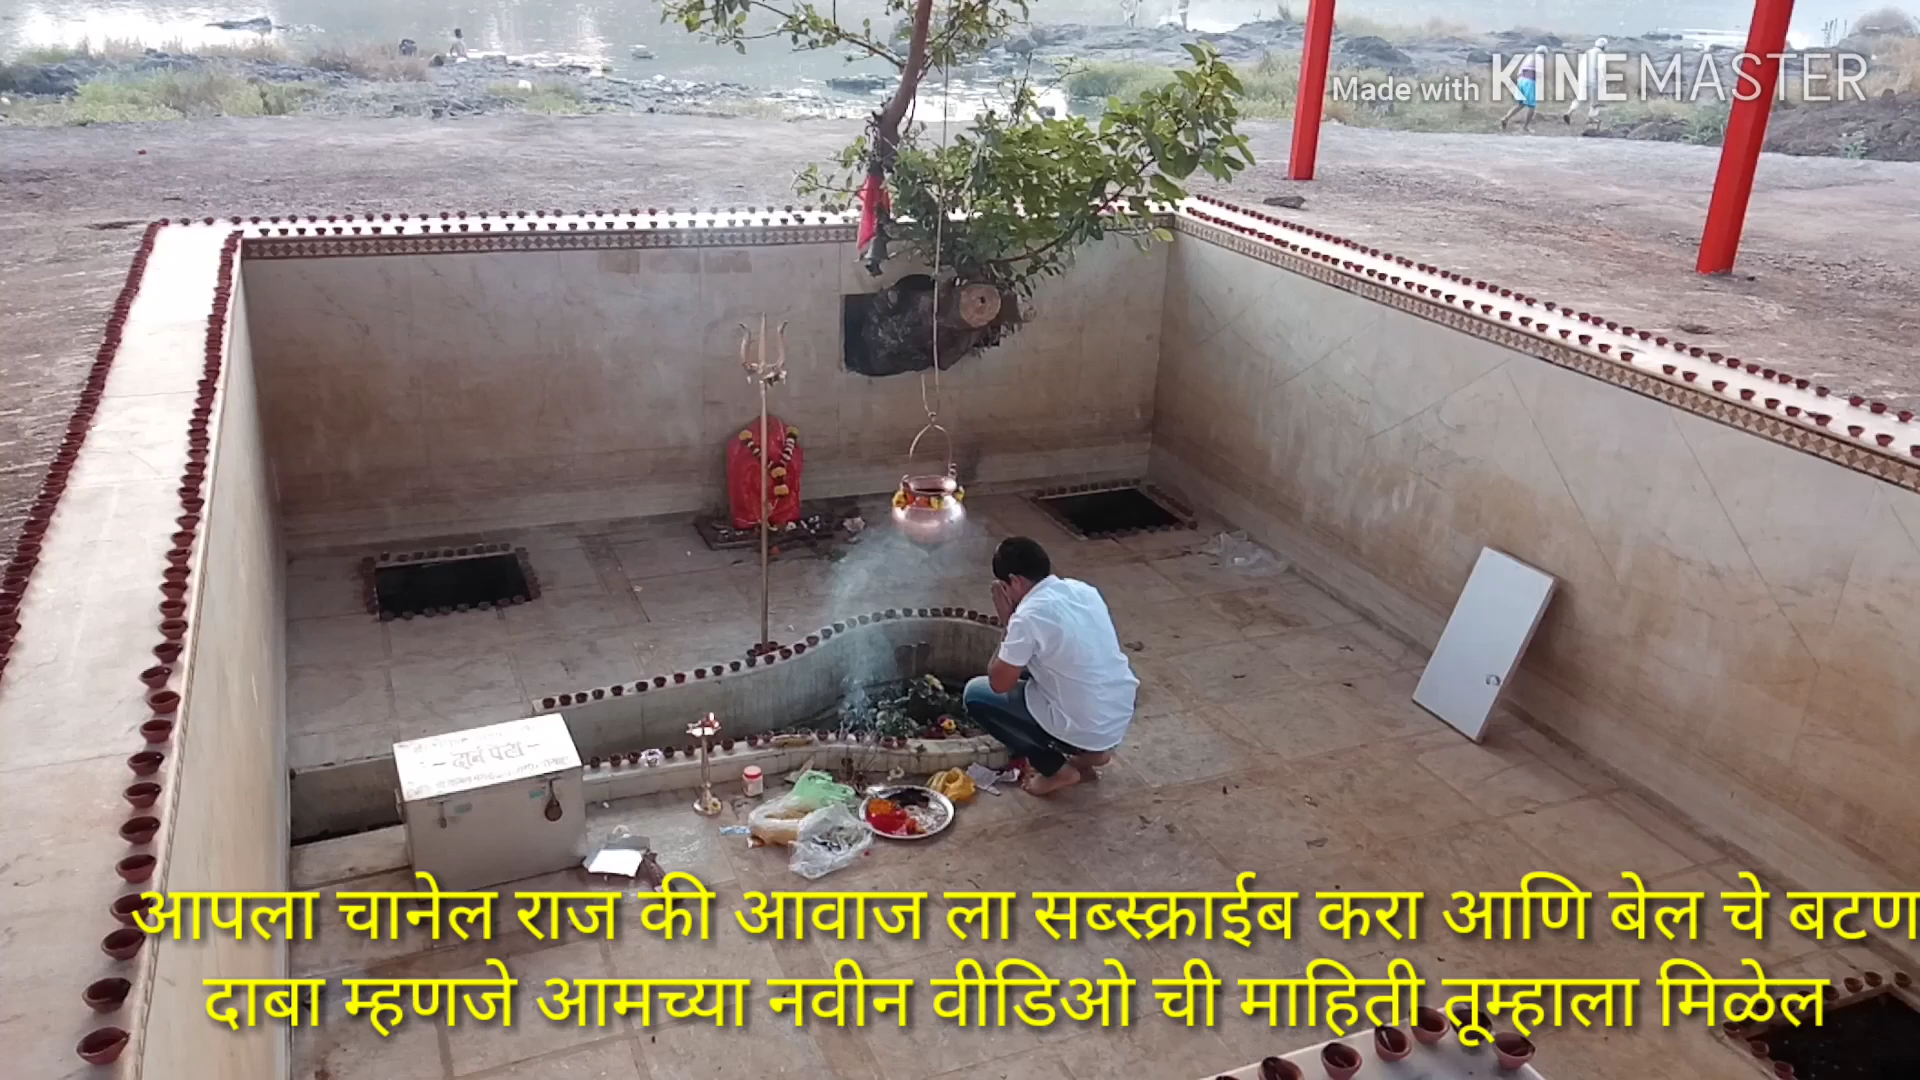 Made with KINEMASTER
दान पेटी
आपला चानेल राज की आवाज ला सब्स्क्राईब करा आणि बेल चे बटण
दाबा म्हणजे आमच्या नवीन वीडिओ ची माहिती तूम्हाला मिळेल